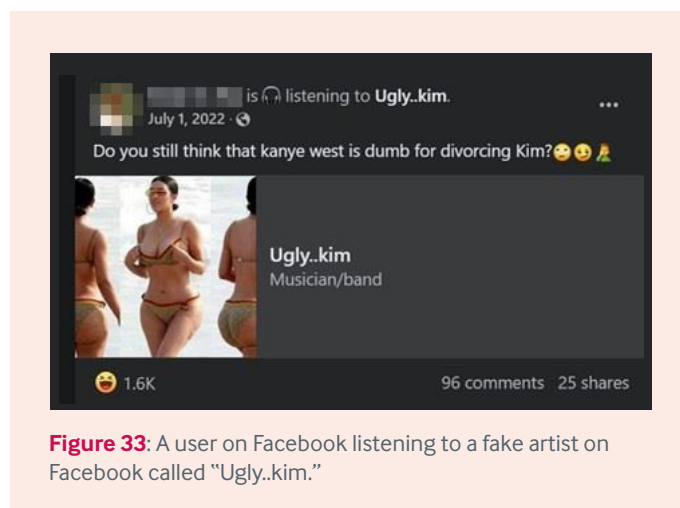 is listening to Ugly..kim.
July 1, 2022 ·
Do you still think that kanye west is dumb for divorcing Kim?🙄😉🤦
Ugly..kim
Musician/band
1.6K 96 comments 25 shares
Figure 33: A user on Facebook listening to a fake artist on
Facebook called “Ugly..kim.”